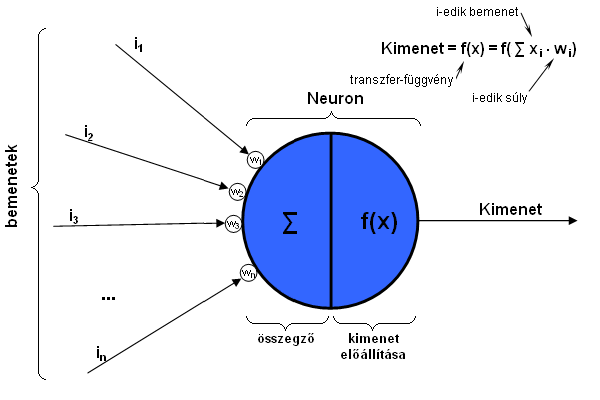 i-edik bemenet
Kimenet = f(x) = f( ∑ xᵢ · wᵢ)
transzfer-függvény
i-edik súly
Neuron
bemenetek
i₁
i₂
i₃
...
iₙ
w₁
w₂
w₃
wₙ
∑
f(x)
Kimenet
összegző
kimenet
előállítása